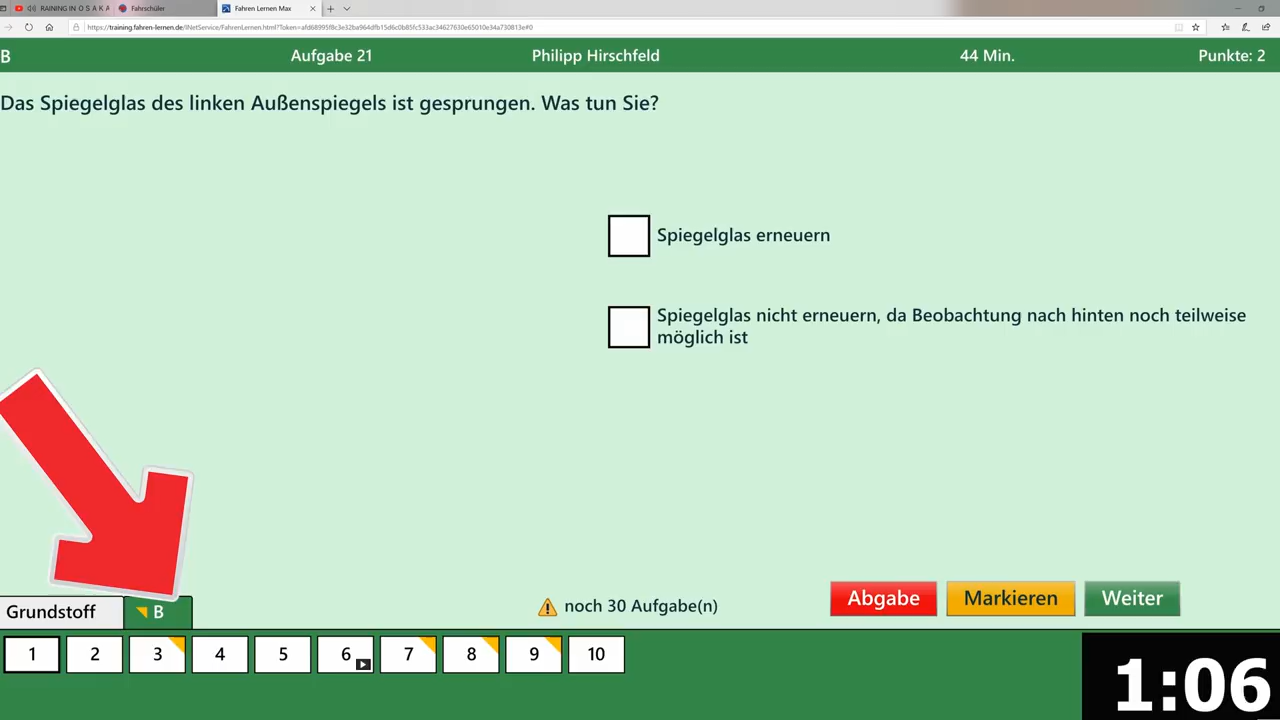 RAINING IN O S A K A
Fahrschüler
Fahren Lernen Max
B
Aufgabe 21
Philipp Hirschfeld
44 Min.
Punkte: 2
Das Spiegelglas des linken Außenspiegels ist gesprungen. Was tun Sie?
Spiegelglas erneuern
Spiegelglas nicht erneuern, da Beobachtung nach hinten noch teilweise
möglich ist
Grundstoff
B
noch 30 Aufgabe(n)
Abgabe
Markieren
Weiter
1 2 3 4 5 6 7 8 9 10
1:06